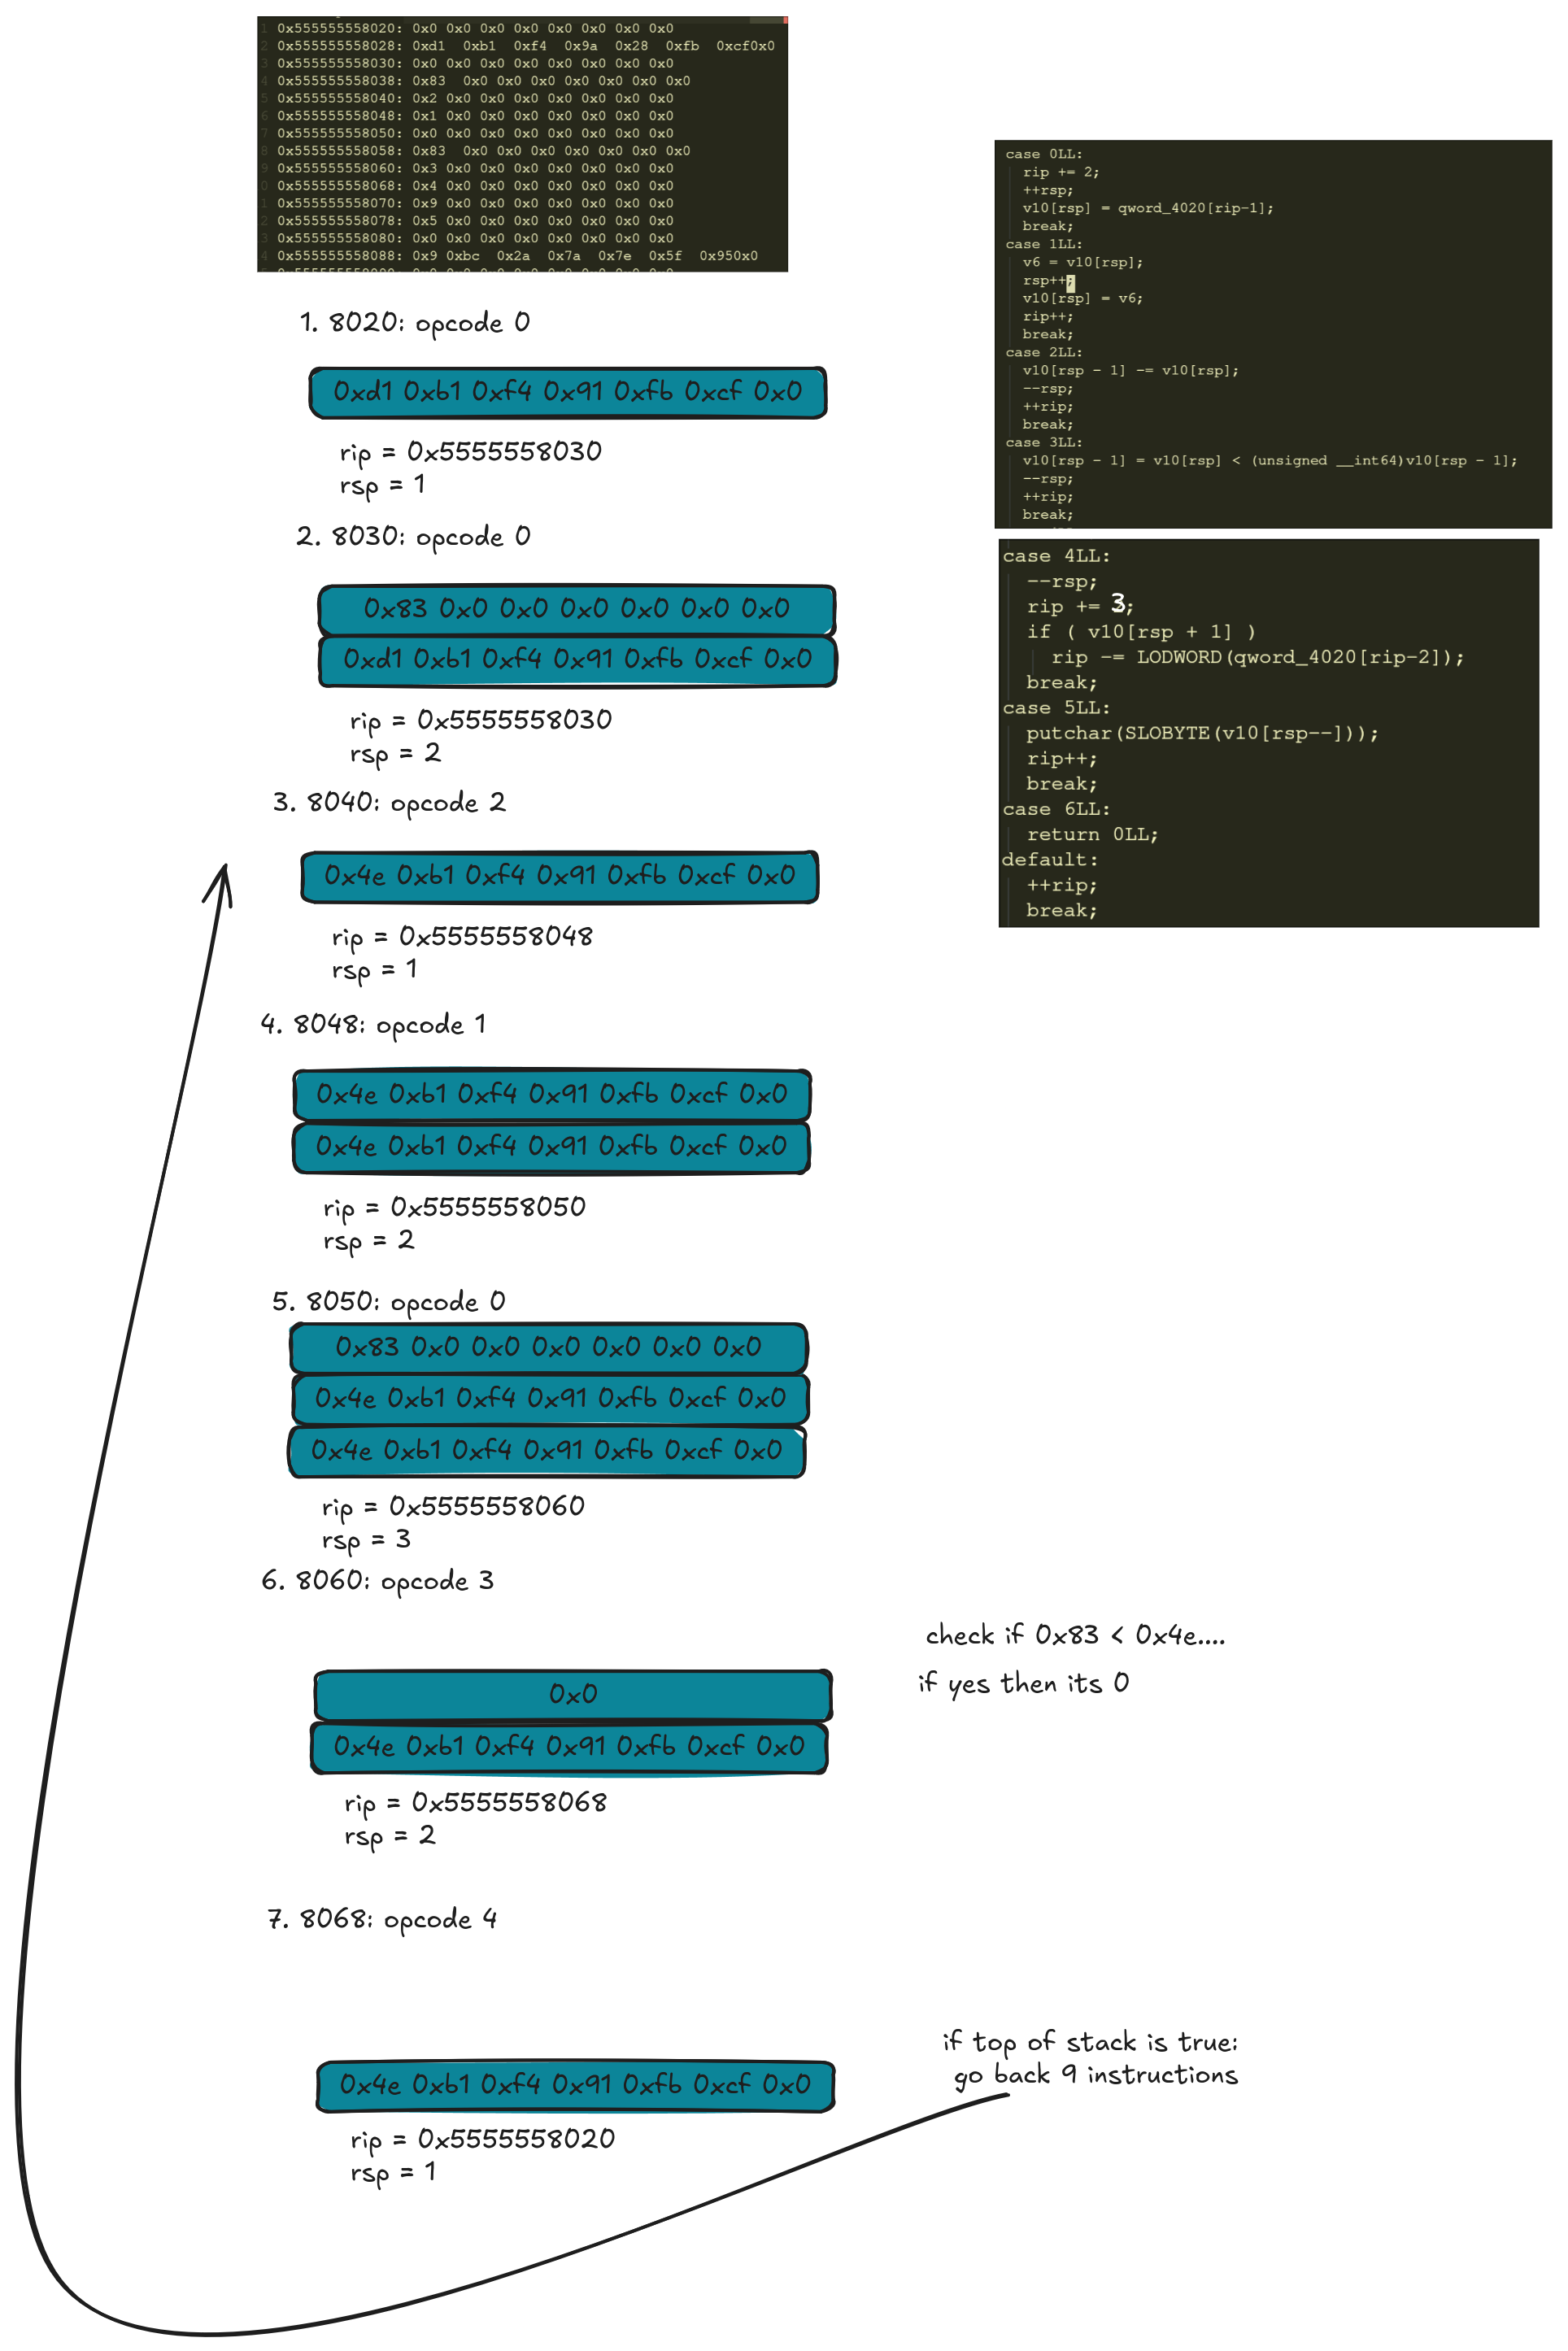 1 0x555555558020: 0x0 0x0 0x0 0x0 0x0 0x0 0x0 0x0
2 0x555555558028: 0xd1  0xb1  0xf4  0x9a  0x28  0xfb  0xcf0x0
3 0x555555558030: 0x0 0x0 0x0 0x0 0x0 0x0 0x0 0x0
4 0x555555558038: 0x83  0x0 0x0 0x0 0x0 0x0 0x0 0x0
5 0x555555558040: 0x2 0x0 0x0 0x0 0x0 0x0 0x0 0x0
6 0x555555558048: 0x1 0x0 0x0 0x0 0x0 0x0 0x0 0x0
7 0x555555558050: 0x0 0x0 0x0 0x0 0x0 0x0 0x0 0x0
8 0x555555558058: 0x83  0x0 0x0 0x0 0x0 0x0 0x0 0x0
9 0x555555558060: 0x3 0x0 0x0 0x0 0x0 0x0 0x0 0x0
0 0x555555558068: 0x4 0x0 0x0 0x0 0x0 0x0 0x0 0x0
1 0x555555558070: 0x9 0x0 0x0 0x0 0x0 0x0 0x0 0x0
2 0x555555558078: 0x5 0x0 0x0 0x0 0x0 0x0 0x0 0x0
3 0x555555558080: 0x0 0x0 0x0 0x0 0x0 0x0 0x0 0x0
4 0x555555558088: 0x9 0xbc  0x2a  0x7a  0x7e  0x5f  0x950x0
1. 8020: opcode 0
0xd1 0xb1 0xf4 0x91 0xfb 0xcf 0x0
rip = 0x5555558030
rsp = 1
2. 8030: opcode 0
0x83 0x0 0x0 0x0 0x0 0x0 0x0
0xd1 0xb1 0xf4 0x91 0xfb 0xcf 0x0
rip = 0x5555558030
rsp = 2
3. 8040: opcode 2
0x4e 0xb1 0xf4 0x91 0xfb 0xcf 0x0
rip = 0x5555558048
rsp = 1
4. 8048: opcode 1
0x4e 0xb1 0xf4 0x91 0xfb 0xcf 0x0
0x4e 0xb1 0xf4 0x91 0xfb 0xcf 0x0
rip = 0x5555558050
rsp = 2
5. 8050: opcode 0
0x83 0x0 0x0 0x0 0x0 0x0 0x0
0x4e 0xb1 0xf4 0x91 0xfb 0xcf 0x0
0x4e 0xb1 0xf4 0x91 0xfb 0xcf 0x0
rip = 0x5555558060
rsp = 3
6. 8060: opcode 3
check if 0x83 < 0x4e....
if yes then its 0
0x0
0x4e 0xb1 0xf4 0x91 0xfb 0xcf 0x0
rip = 0x5555558068
rsp = 2
7. 8068: opcode 4
if top of stack is true:
go back 9 instructions
0x4e 0xb1 0xf4 0x91 0xfb 0xcf 0x0
rip = 0x5555558020
rsp = 1
case 0LL:
rip += 2;
++rsp;
v10[rsp] = qword_4020[rip-1];
break;
case 1LL:
v6 = v10[rsp];
rsp++;
v10[rsp] = v6;
rip++;
break;
case 2LL:
v10[rsp - 1] -= v10[rsp];
--rsp;
++rip;
break;
case 3LL:
v10[rsp - 1] = v10[rsp] < (unsigned __int64)v10[rsp - 1];
--rsp;
++rip;
break;
case 4LL:
--rsp;
rip += 3;
if ( v10[rsp + 1] )
rip -= LODWORD(qword_4020[rip-2]);
break;
case 5LL:
putchar(SLOBYTE(v10[rsp--]));
rip++;
break;
case 6LL:
return 0LL;
default:
++rip;
break;